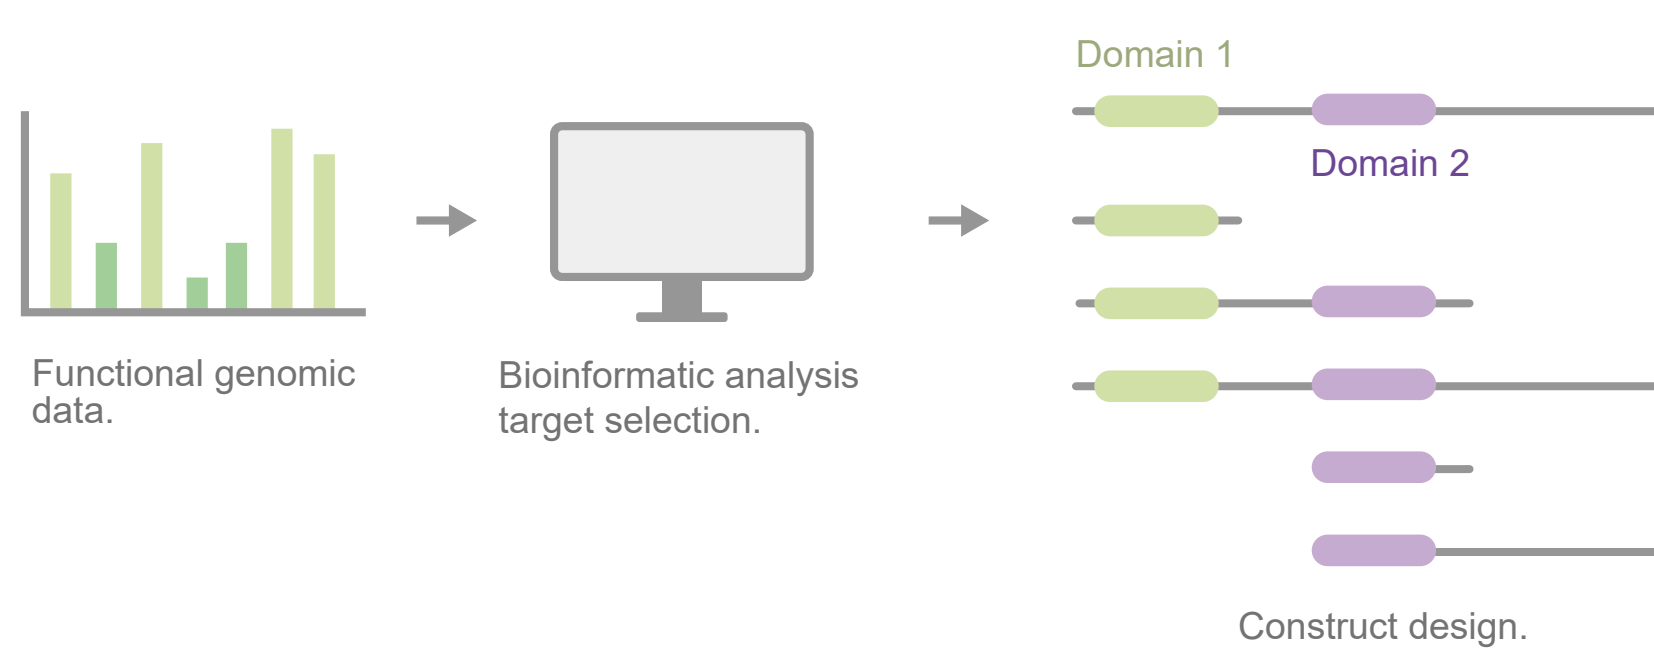 Domain 1
Domain 2
Functional genomic
data.
Bioinformatic analysis
target selection.
Construct design.